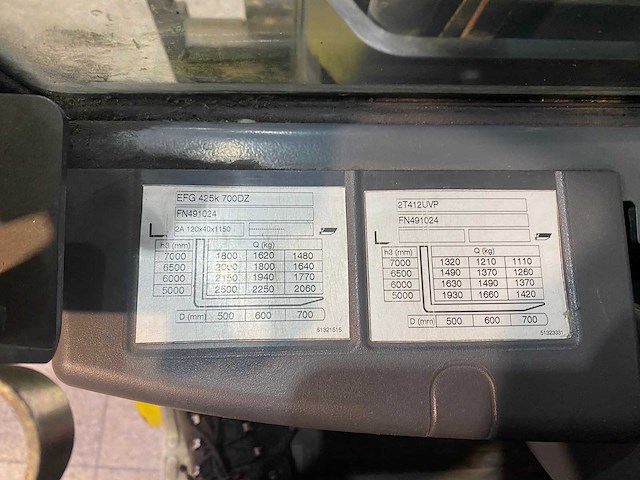 EFG 425k 700DZ
FN491024
2A 120x40x1150 --------------
h3 (mm) Q (kg)
7000 1800 1620 1480
6500 2000 1800 1640
6000 2150 1940 1770
5000 2500 2250 2060
D (mm) 500 600 700
51321515
2T412UVP
FN491024
h3 (mm) Q (kg)
7000 1320 1210 1110
6500 1490 1370 1260
6000 1630 1490 1370
5000 1930 1660 1420
D (mm) 500 600 700
51323331